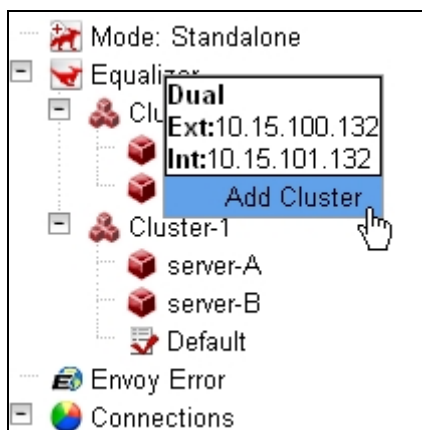 Mode: Standalone
Equalizer
Dual
Ext:10.15.100.132
Int:10.15.101.132
Add Cluster
Cluster-1
server-A
server-B
Default
Envoy Error
Connections